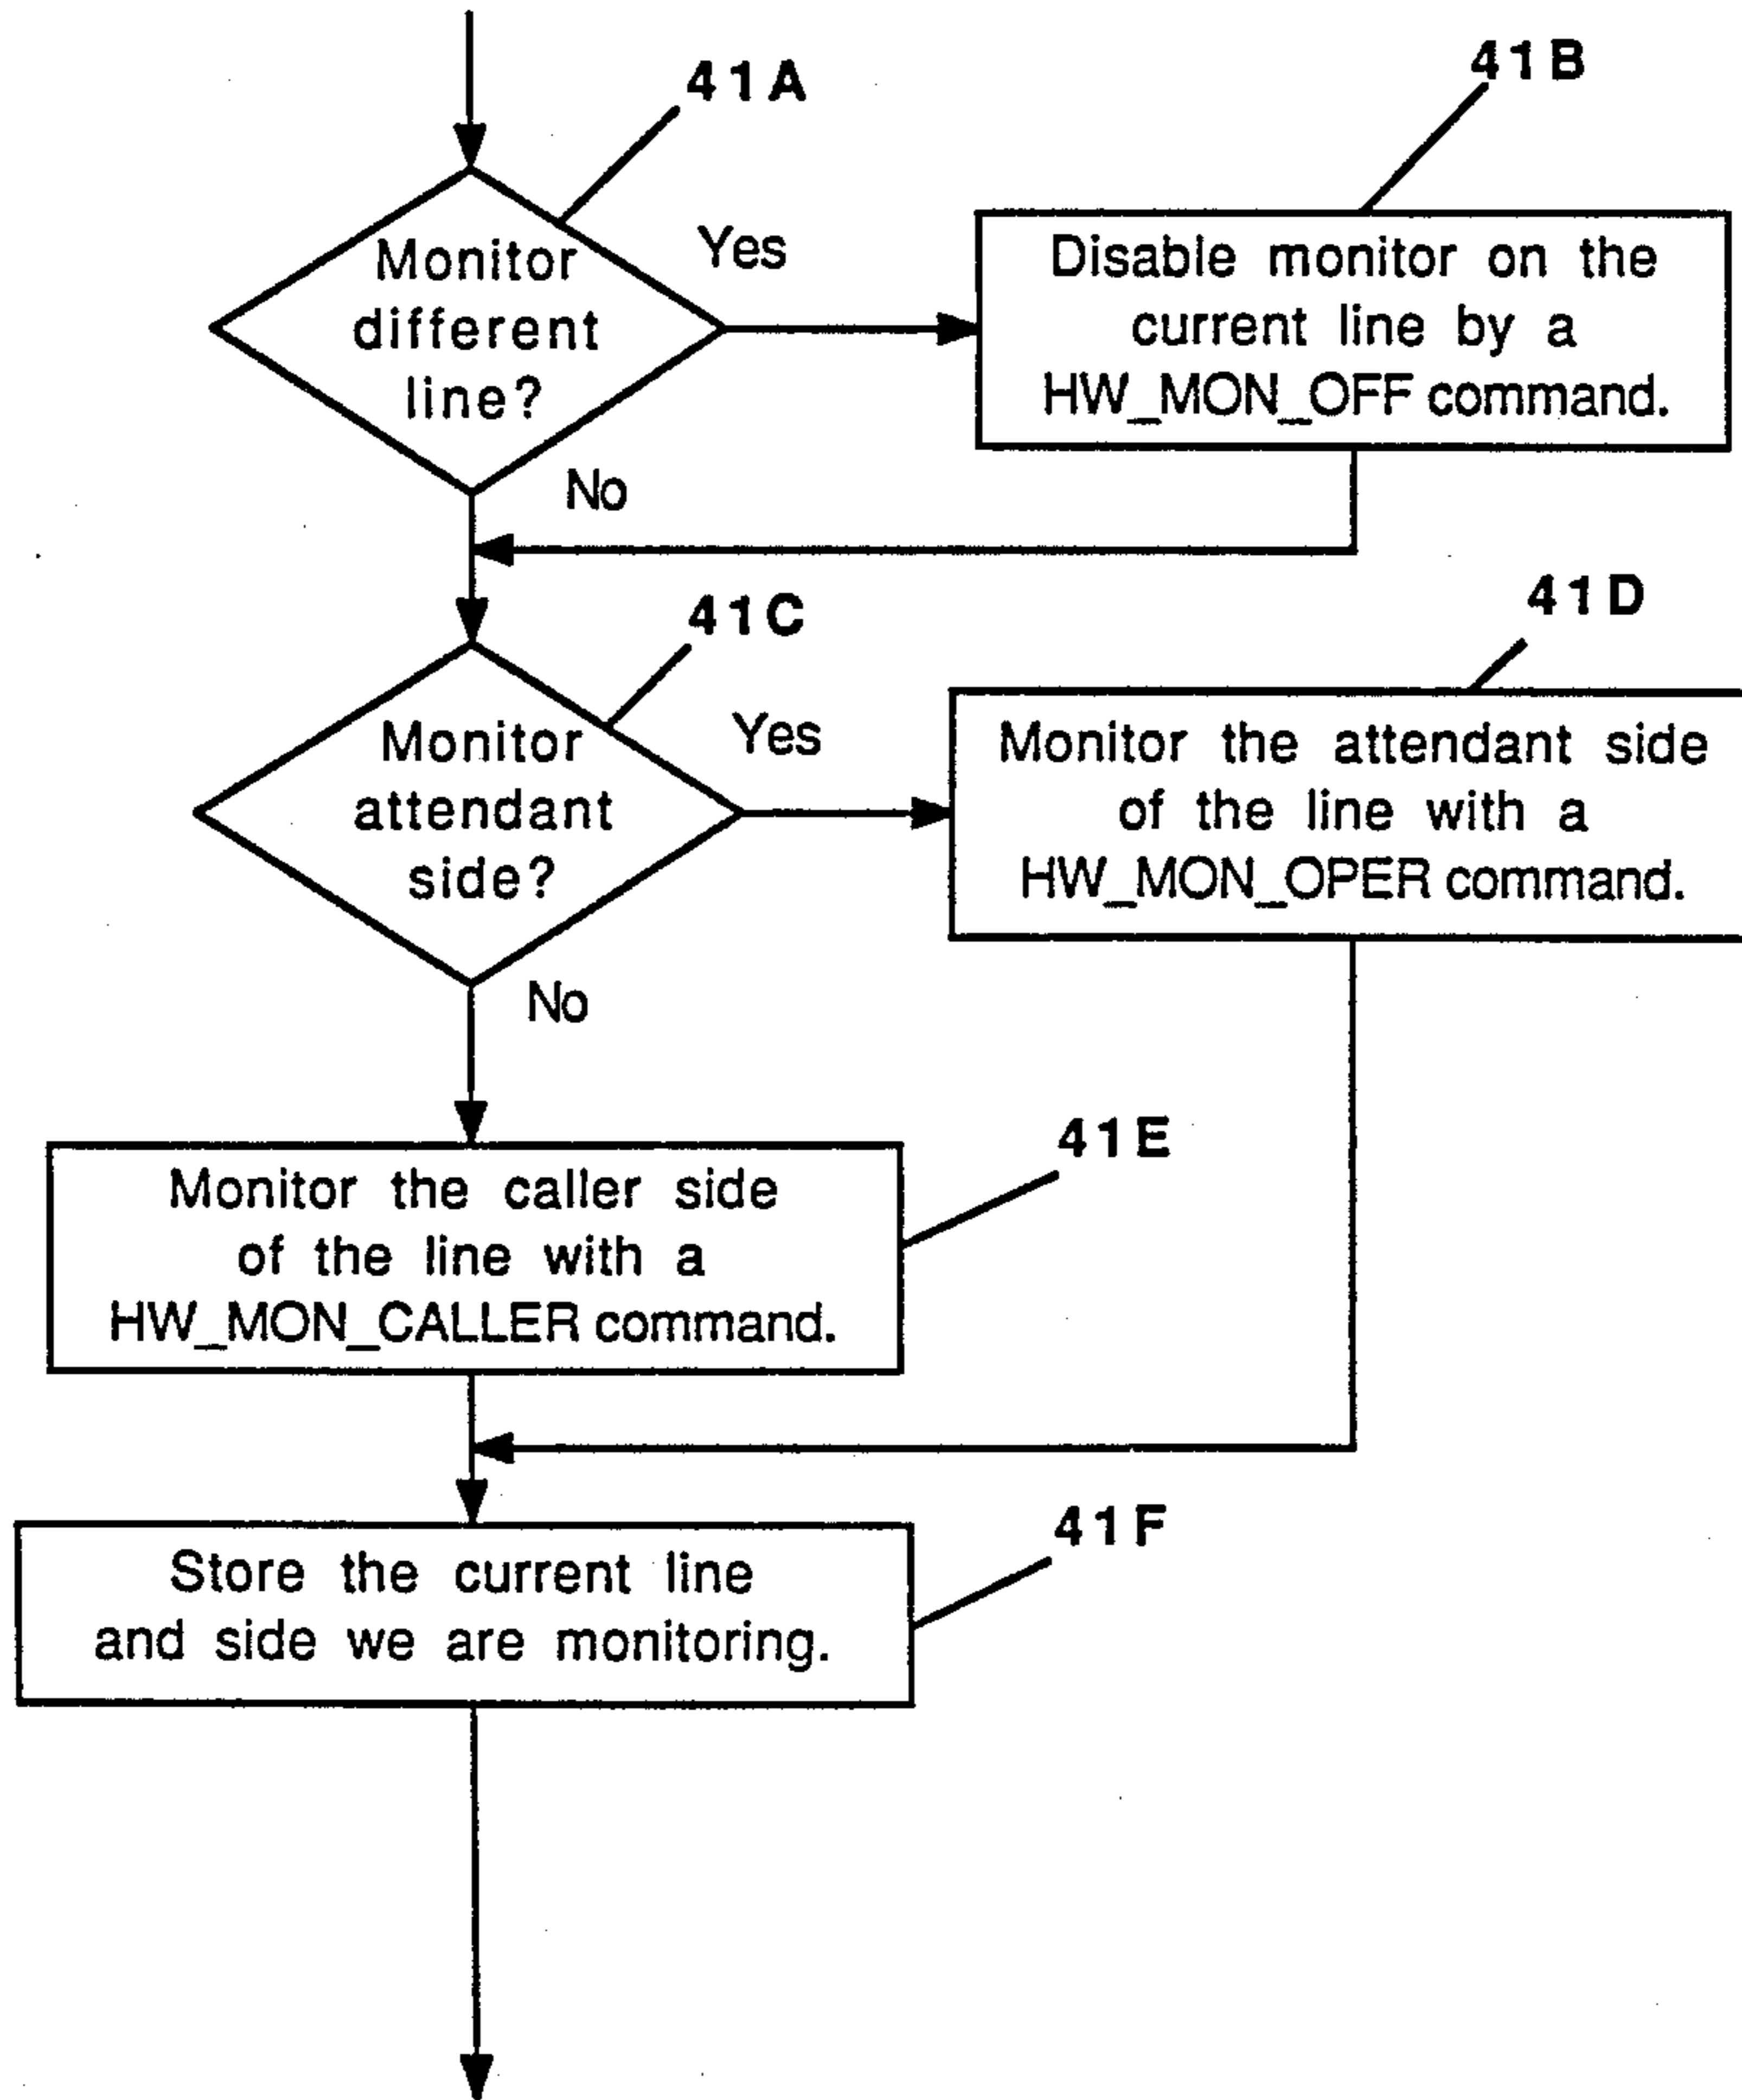 41A
41B
Monitor
different
line?
Yes
Disable monitor on the
current line by a
HW_MON_OFF command.
No
41C
41D
Monitor
attendant
side?
Yes
Monitor the attendant side
of the line with a
HW_MON_OPER command.
No
41E
Monitor the caller side
of the line with a
HW_MON_CALLER command.
41F
Store the current line
and side we are monitoring.